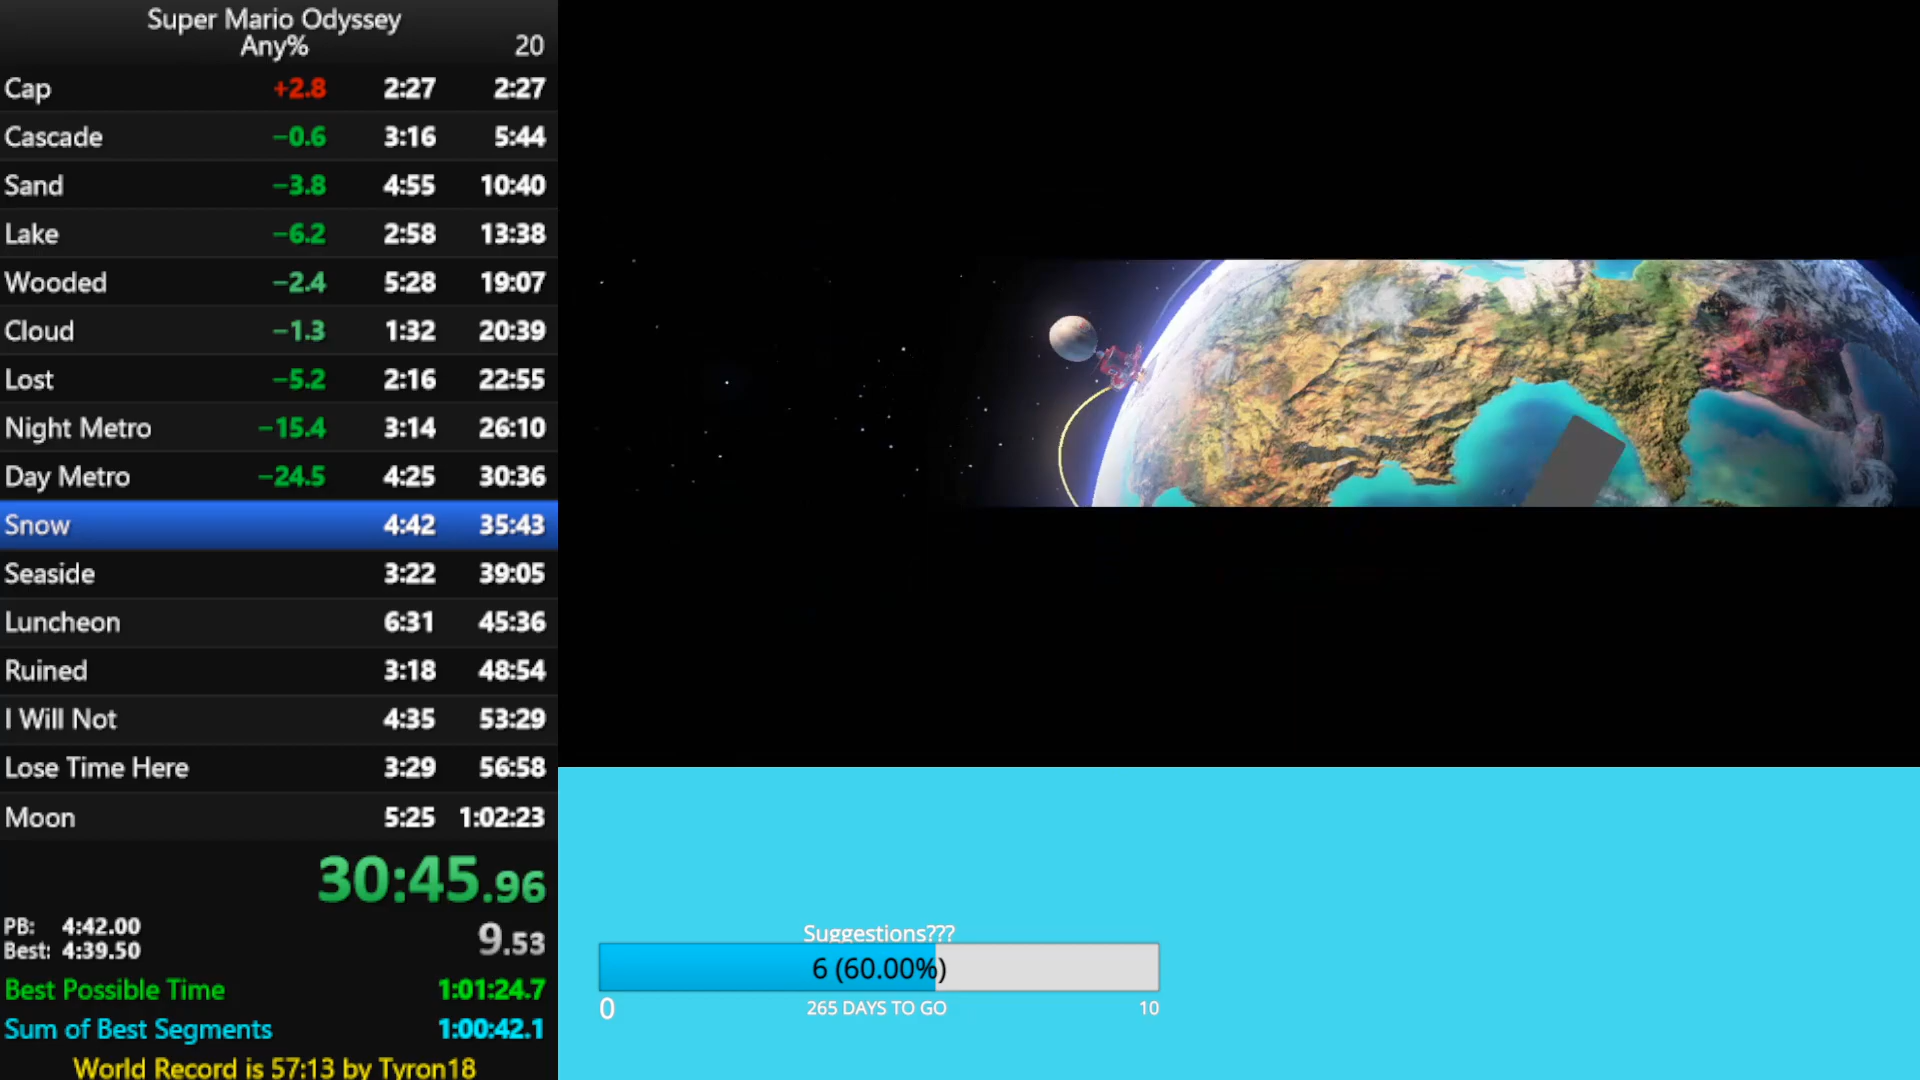 Super Mario Odyssey
Any% 20
Cap +2.8 2:27 2:27
Cascade −0.6 3:16 5:44
Sand −3.8 4:55 10:40
Lake −6.2 2:58 13:38
Wooded −2.4 5:28 19:07
Cloud −1.3 1:32 20:39
Lost −5.2 2:16 22:55
Night Metro −15.4 3:14 26:10
Day Metro −24.5 4:25 30:36
Snow 4:42 35:43
Seaside 3:22 39:05
Luncheon 6:31 45:36
Ruined 3:18 48:54
I Will Not 4:35 53:29
Lose Time Here 3:29 56:58
Moon 5:25 1:02:23
30:45.96
PB: 4:42.00
Best: 4:39.50
9.53
Best Possible Time 1:01:24.7
Sum of Best Segments 1:00:42.1
World Record is 57:13 by Tyron18
Suggestions???
6 (60.00%)
0 265 DAYS TO GO 10